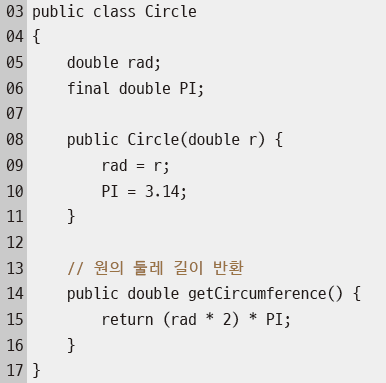 03 public class Circle
04 {
05     double rad;
06     final double PI;
07
08     public Circle(double r) {
09         rad = r;
10         PI = 3.14;
11     }
12
13     // 원의 둘레 길이 반환
14     public double getCircumference() {
15         return (rad * 2) * PI;
16     }
17 }